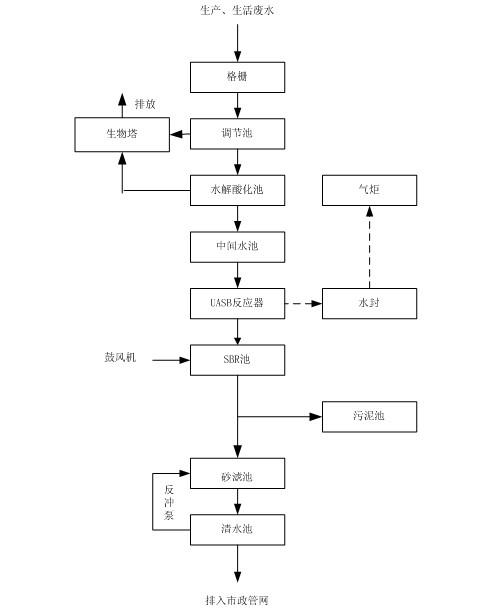 生产、生活废水
格栅
排放
生物塔
调节池
水解酸化池
气炬
中间水池
UASB反应器
水封
鼓风机
SBR池
污泥池
砂滤池
反冲泵
清水池
排入市政管网